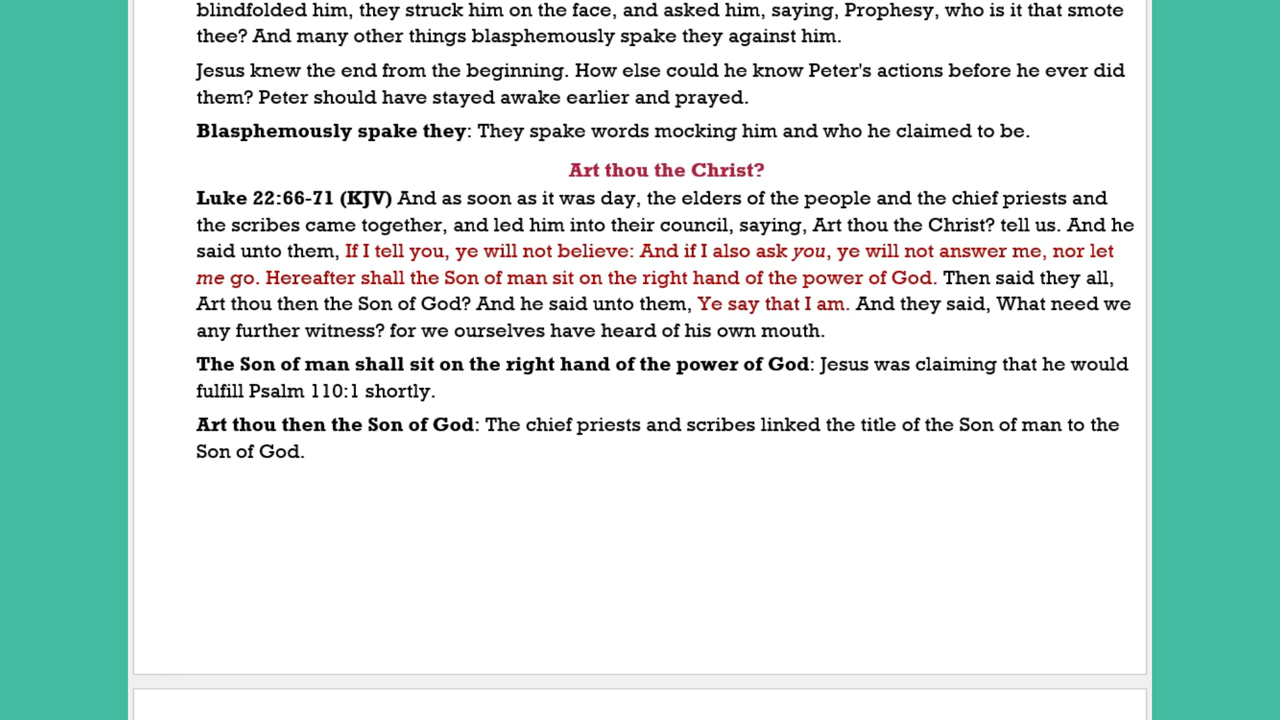 blindfolded him, they struck him on the face, and asked him, saying, Prophesy, who is it that smote
thee? And many other things blasphemously spake they against him.
Jesus knew the end from the beginning. How else could he know Peter's actions before he ever did
them? Peter should have stayed awake earlier and prayed.
Blasphemously spake they: They spake words mocking him and who he claimed to be.
Art thou the Christ?
Luke 22:66-71 (KJV) And as soon as it was day, the elders of the people and the chief priests and
the scribes came together, and led him into their council, saying, Art thou the Christ? tell us. And he
said unto them, If I tell you, ye will not believe: And if I also ask you, ye will not answer me, nor let
me go. Hereafter shall the Son of man sit on the right hand of the power of God. Then said they all,
Art thou then the Son of God? And he said unto them, Ye say that I am. And they said, What need we
any further witness? for we ourselves have heard of his own mouth.
The Son of man shall sit on the right hand of the power of God: Jesus was claiming that he would
fulfill Psalm 110:1 shortly.
Art thou then the Son of God: The chief priests and scribes linked the title of the Son of man to the
Son of God.